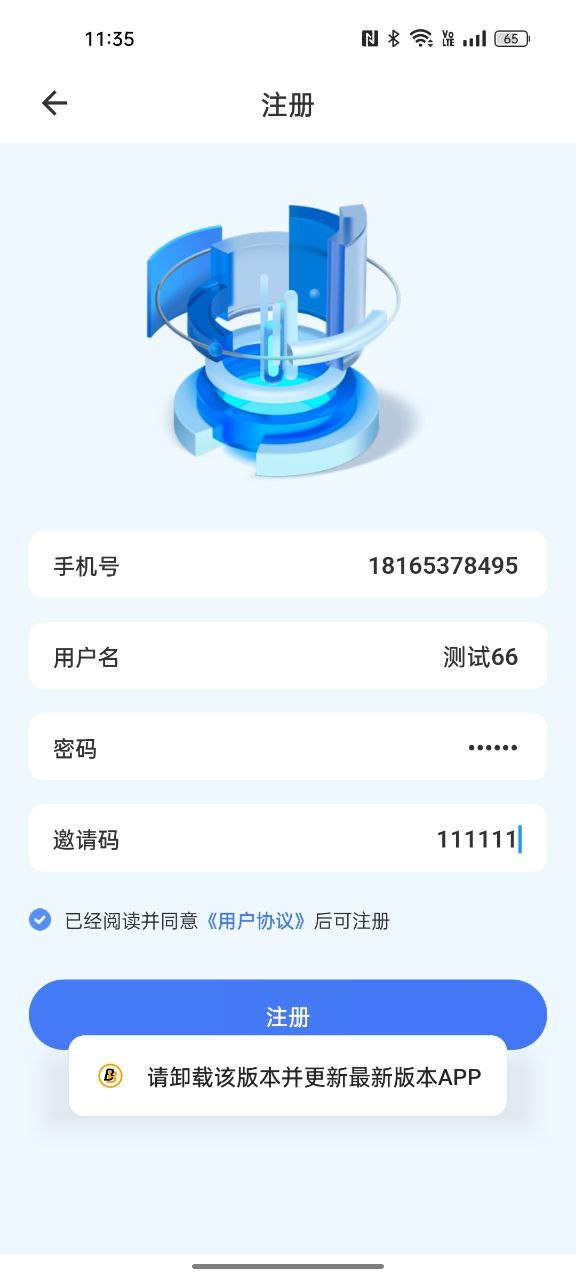 11:35 VoLTE 65
注册
手机号 18165378495
用户名 测试66
密码 ••••••
邀请码 111111
已经阅读并同意《用户协议》后可注册
注册
请卸载该版本并更新最新版本APP